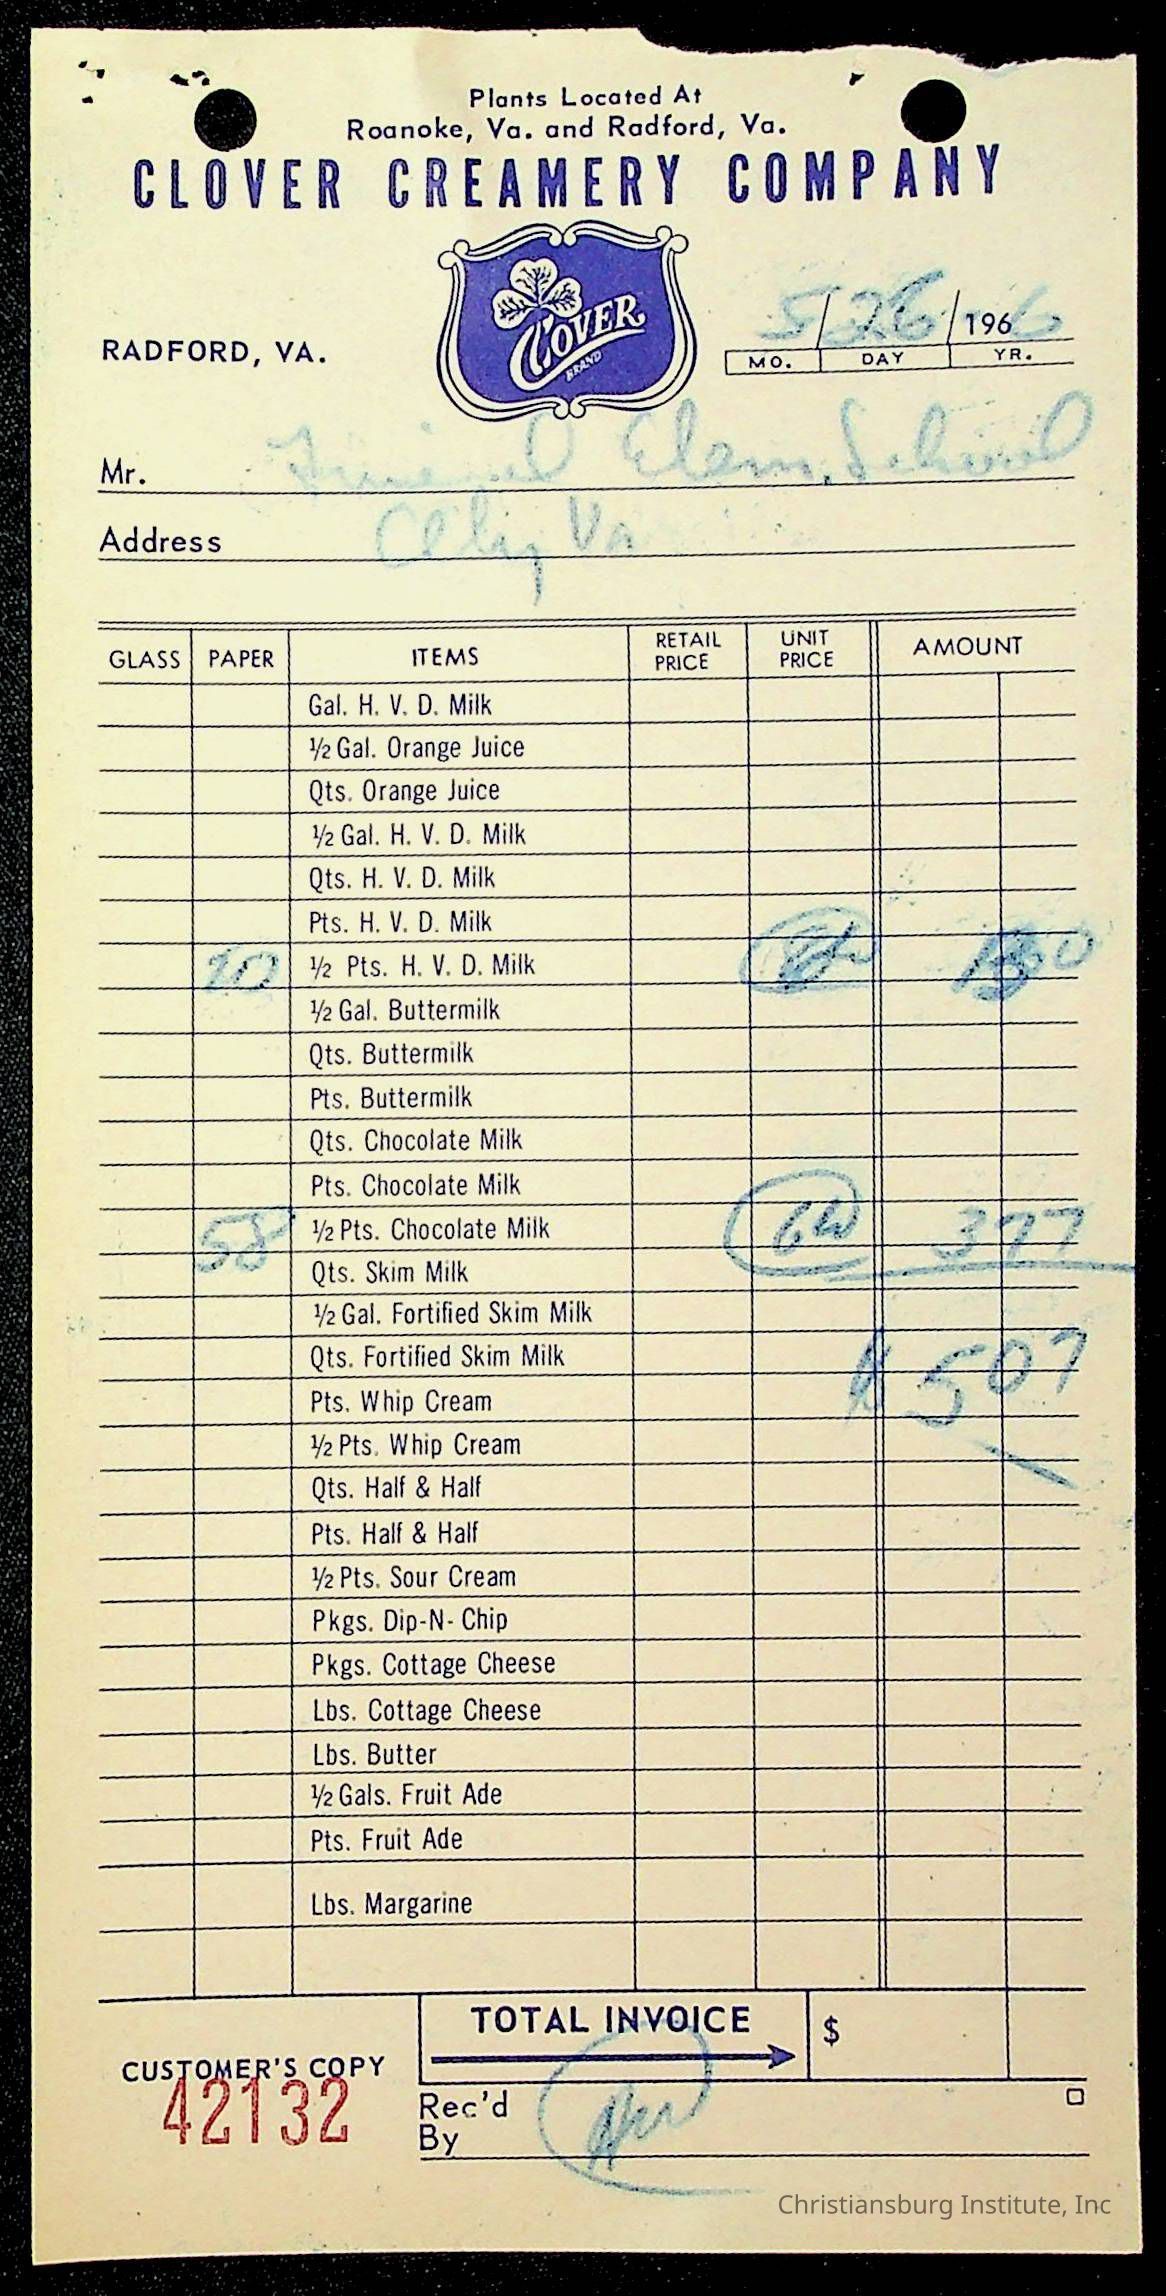 Plants Located At
Roanoke, Va. and Radford, Va.
CLOVER CREAMERY COMPANY
CLOVER
BRAND
RADFORD, VA.
5/26/1966
MO. DAY YR.
Mr. Elem. School
Address Va
GLASS PAPER ITEMS RETAIL PRICE UNIT PRICE AMOUNT
Gal. H. V. D. Milk
½ Gal. Orange Juice
Qts. Orange Juice
½ Gal. H. V. D. Milk
Qts. H. V. D. Milk
Pts. H. V. D. Milk
20 ½ Pts. H. V. D. Milk
½ Gal. Buttermilk
Qts. Buttermilk
Pts. Buttermilk
Qts. Chocolate Milk
Pts. Chocolate Milk
58 ½ Pts. Chocolate Milk 6½ 377
Qts. Skim Milk
½ Gal. Fortified Skim Milk
Qts. Fortified Skim Milk $507
Pts. Whip Cream
½ Pts. Whip Cream
Qts. Half & Half
Pts. Half & Half
½ Pts. Sour Cream
Pkgs. Dip-N-Chip
Pkgs. Cottage Cheese
Lbs. Cottage Cheese
Lbs. Butter
½ Gals. Fruit Ade
Pts. Fruit Ade
Lbs. Margarine
TOTAL INVOICE $
CUSTOMER'S COPY
42132
Rec'd
By
Christiansburg Institute, Inc